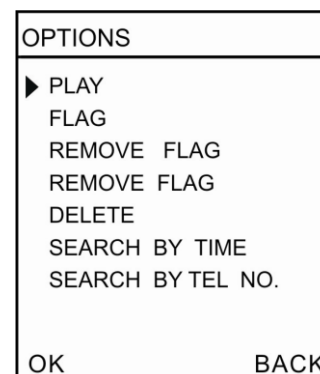 OPTIONS
PLAY
FLAG
REMOVE FLAG
REMOVE FLAG
DELETE
SEARCH BY TIME
SEARCH BY TEL NO.
OK BACK